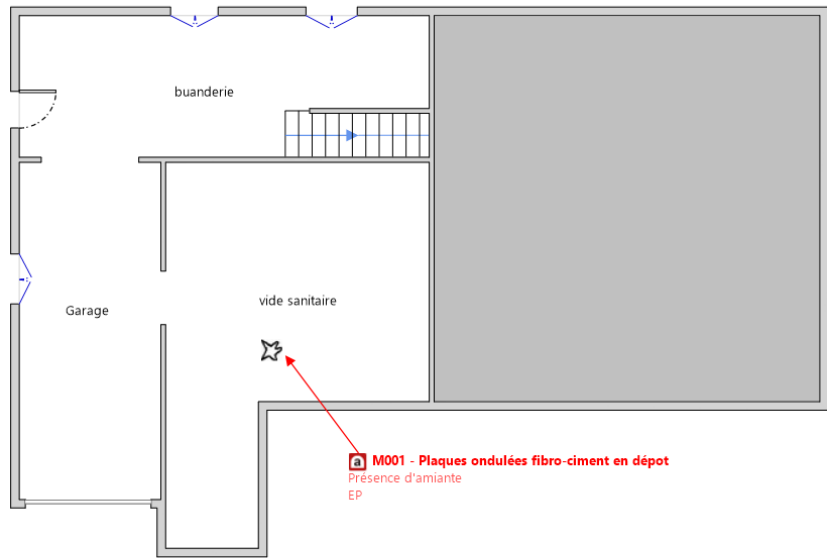 buanderie
vide sanitaire
Garage
a M001 - Plaques ondulées fibro-ciment en dépot
Présence d'amiante
EP